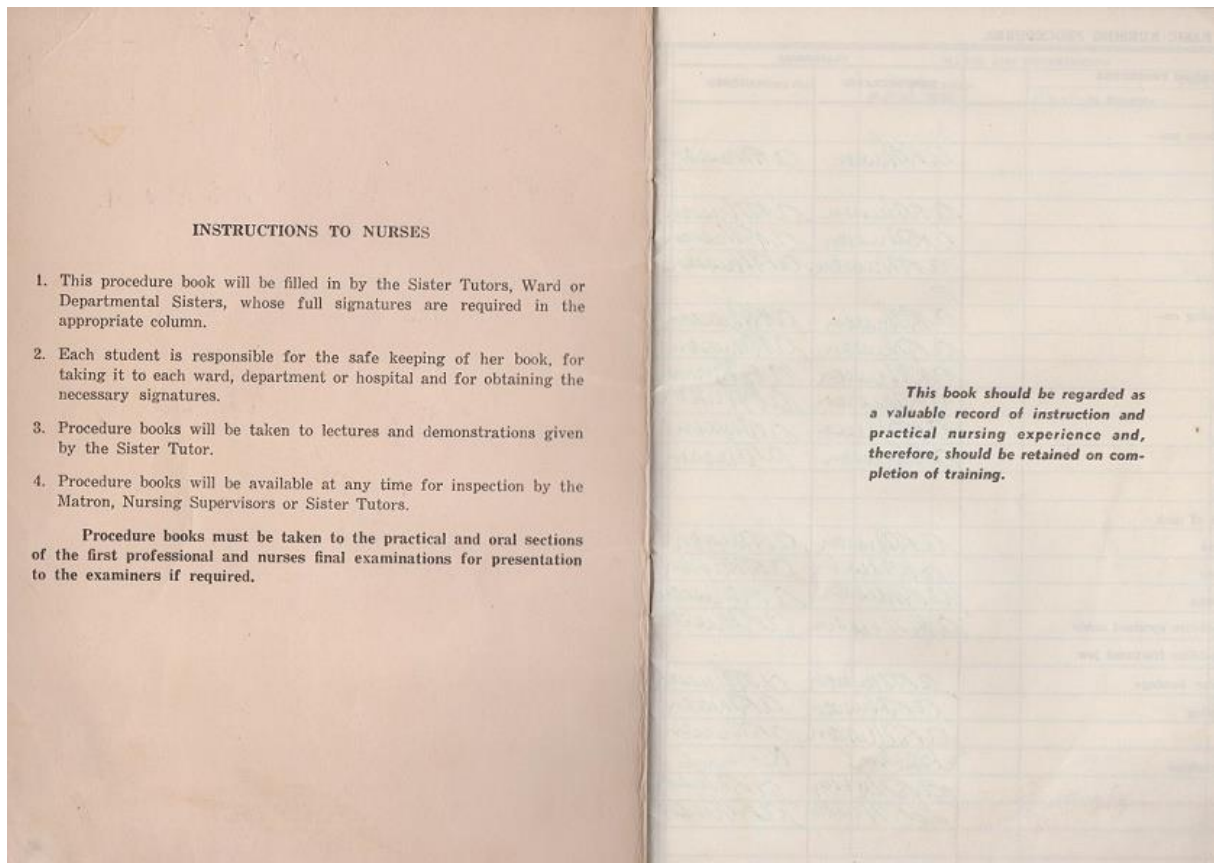 INSTRUCTIONS TO NURSES
1. This procedure book will be filled in by the Sister Tutors, Ward or
Departmental Sisters, whose full signatures are required in the
appropriate column.
2. Each student is responsible for the safe keeping of her book, for
taking it to each ward, department or hospital and for obtaining the
necessary signatures.
3. Procedure books will be taken to lectures and demonstrations given
by the Sister Tutor.
4. Procedure books will be available at any time for inspection by the
Matron, Nursing Supervisors or Sister Tutors.
Procedure books must be taken to the practical and oral sections
of the first professional and nurses final examinations for presentation
to the examiners if required.
This book should be regarded as
a valuable record of instruction and
practical nursing experience and,
therefore, should be retained on com-
pletion of training.